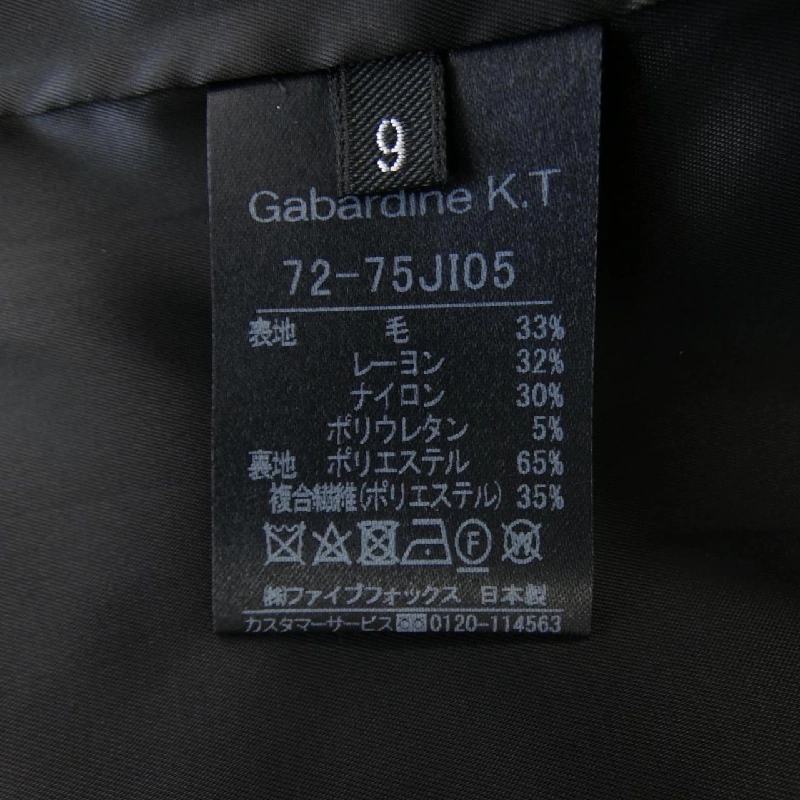 9
Gabardine K.T
72-75JI05
表地 毛 33%
レーヨン 32%
ナイロン 30%
ポリウレタン 5%
裏地 ポリエステル 65%
複合繊維(ポリエステル) 35%
F W
㈱ファイブフォックス 日本製
カスタマーサービス 0120-114563